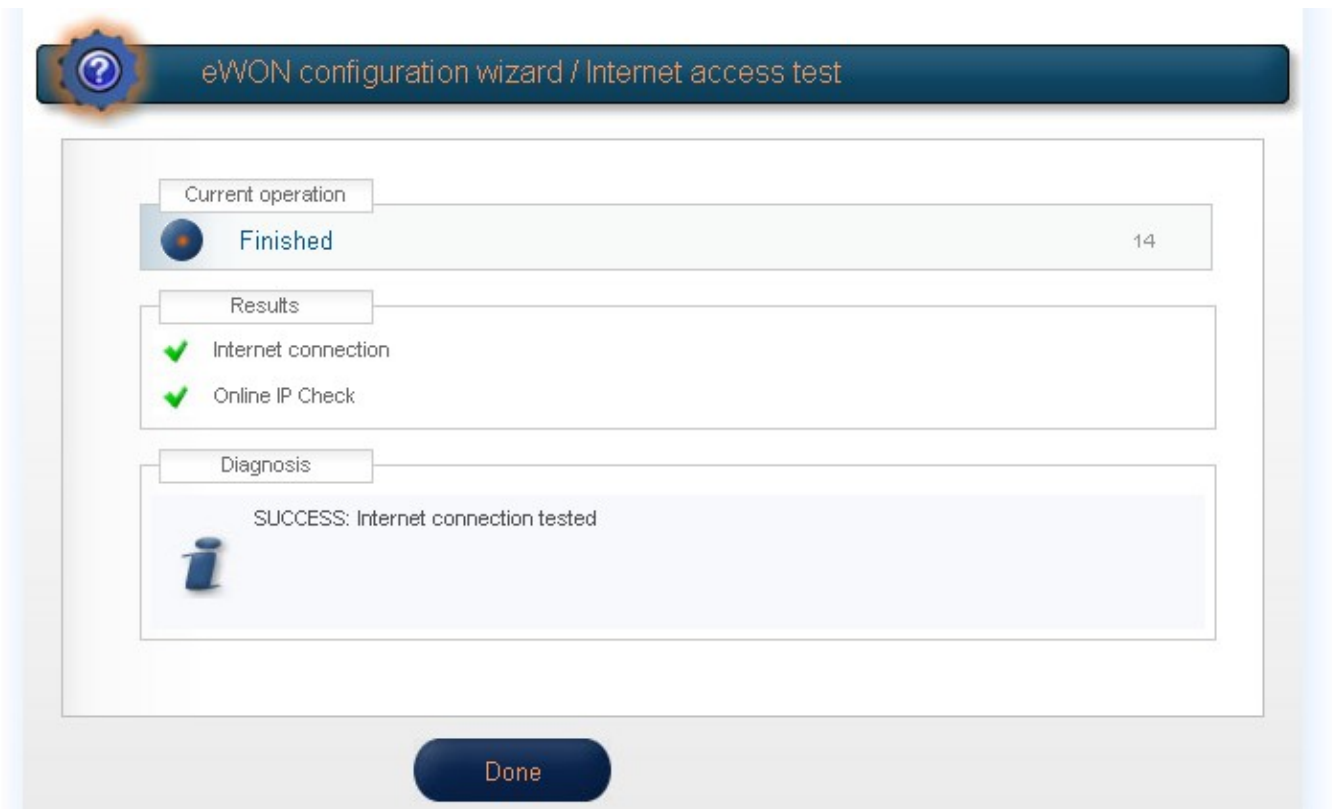 eWON configuration wizard / Internet access test
Current operation
Finished 14
Results
Internet connection
Online IP Check
Diagnosis
SUCCESS: Internet connection tested
Done